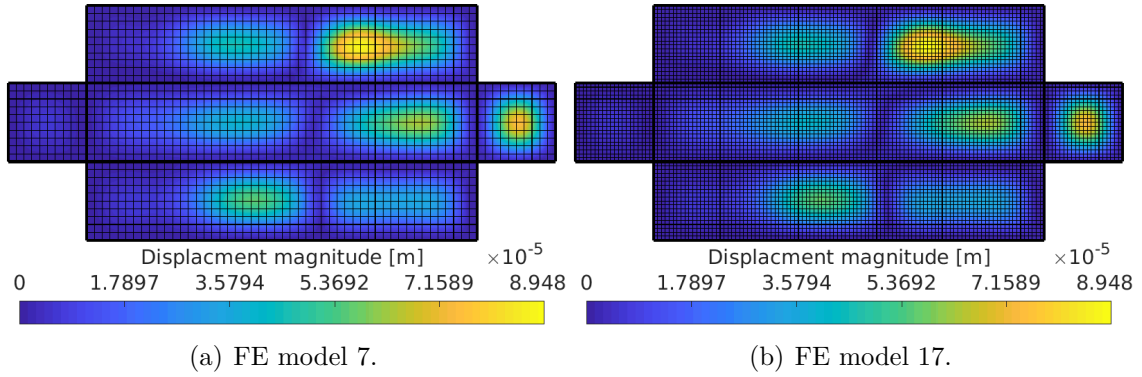 Displacment magnitude [m] ×10⁻⁵
0 1.7897 3.5794 5.3692 7.1589 8.948
(a) FE model 7.
Displacment magnitude [m] ×10⁻⁵
0 1.7897 3.5794 5.3692 7.1589 8.948
(b) FE model 17.